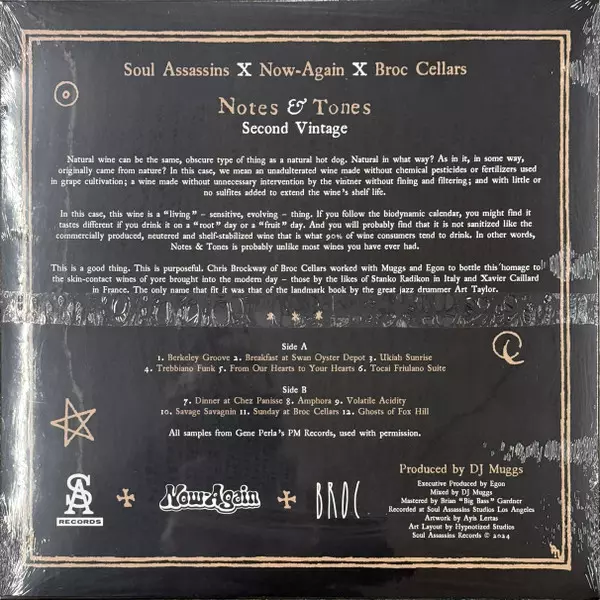 Soul Assassins X Now-Again X Broc Cellars
Notes & Tones
Second Vintage
Natural wine can be the same, obscure type of thing as a natural hot dog. Natural in what way? As in it, in some way,
originally came from nature? In this case, we mean an unadulterated wine made without chemical pesticides or fertilizers used
in grape cultivation; a wine made without unnecessary intervention by the vintner without fining and filtering; and with little or
no sulfites added to extend the wine's shelf life.
In this case, this wine is a "living" – sensitive, evolving – thing. If you follow the biodynamic calendar, you might find it
tastes different if you drink it on a "root" day or a "fruit" day. And you will probably find that it is not sanitized like the
commercially produced, neutered and shelf-stabilized wine that is what 90% of wine consumers tend to drink. In other words,
Notes & Tones is probably unlike most wines you have ever had.
This is a good thing. This is purposeful. Chris Brockway of Broc Cellars worked with Muggs and Egon to bottle this homage to
the skin-contact wines of yore brought into the modern day – those by the likes of Stanko Radikon in Italy and Xavier Caillard
in France. The only name that fit it was that of the landmark book by the great jazz drummer Art Taylor.
* * *
Side A
1. Berkeley Groove 2. Breakfast at Swan Oyster Depot 3. Ukiah Sunrise
4. Trebbiano Funk 5. From Our Hearts to Your Hearts 6. Tocai Friulano Suite
Side B
7. Dinner at Chez Panisse 8. Amphora 9. Volatile Acidity
10. Savage Savagnin 11. Sunday at Broc Cellars 12. Ghosts of Fox Hill
All samples from Gene Perla's PM Records, used with permission.
SA
RECORDS
Now-Again
BROC
Produced by DJ Muggs
Executive Produced by Egon
Mixed by DJ Muggs
Mastered by Brian "Big Bass" Gardner
Recorded at Soul Assassins Studios Los Angeles
Artwork by Ayis Lertas
Art Layout by Hypnotized Studios
Soul Assassins Records © 2024